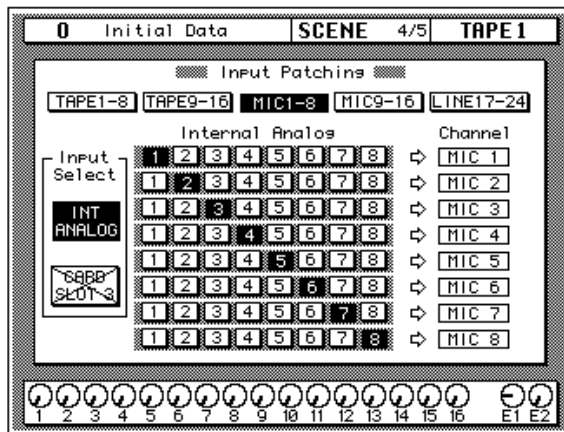 0 Initial Data SCENE 4/5 TAPE 1
Input Patching
TAPE1-8 TAPE9-16 MIC1-8 MIC9-16 LINE17-24
Internal Analog Channel
Input
Select
INT
ANALOG
CARD
SLOT 3
1 2 3 4 5 6 7 8 ⇨ MIC 1
1 2 3 4 5 6 7 8 ⇨ MIC 2
1 2 3 4 5 6 7 8 ⇨ MIC 3
1 2 3 4 5 6 7 8 ⇨ MIC 4
1 2 3 4 5 6 7 8 ⇨ MIC 5
1 2 3 4 5 6 7 8 ⇨ MIC 6
1 2 3 4 5 6 7 8 ⇨ MIC 7
1 2 3 4 5 6 7 8 ⇨ MIC 8
1 2 3 4 5 6 7 8 9 10 11 12 13 14 15 16 E1 E2